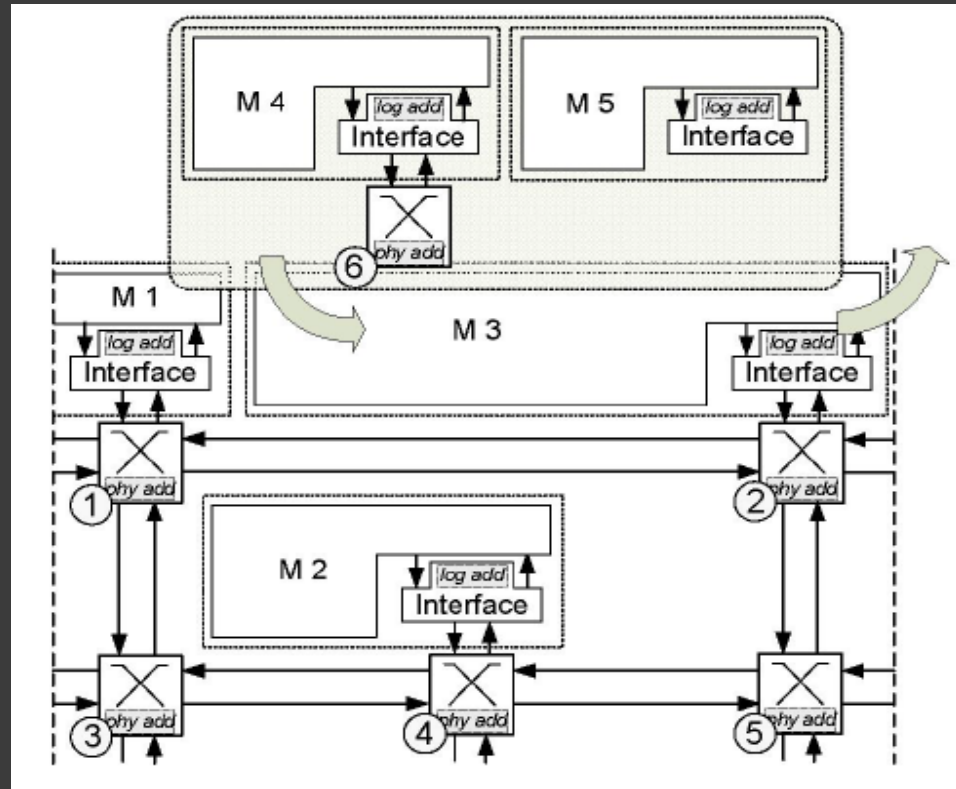 M 4
log add
Interface
M 5
log add
Interface
phy add
6
M 1
log add
Interface
M 3
log add
Interface
phy add
1
phy add
2
M 2
log add
Interface
phy add
3
phy add
4
phy add
5